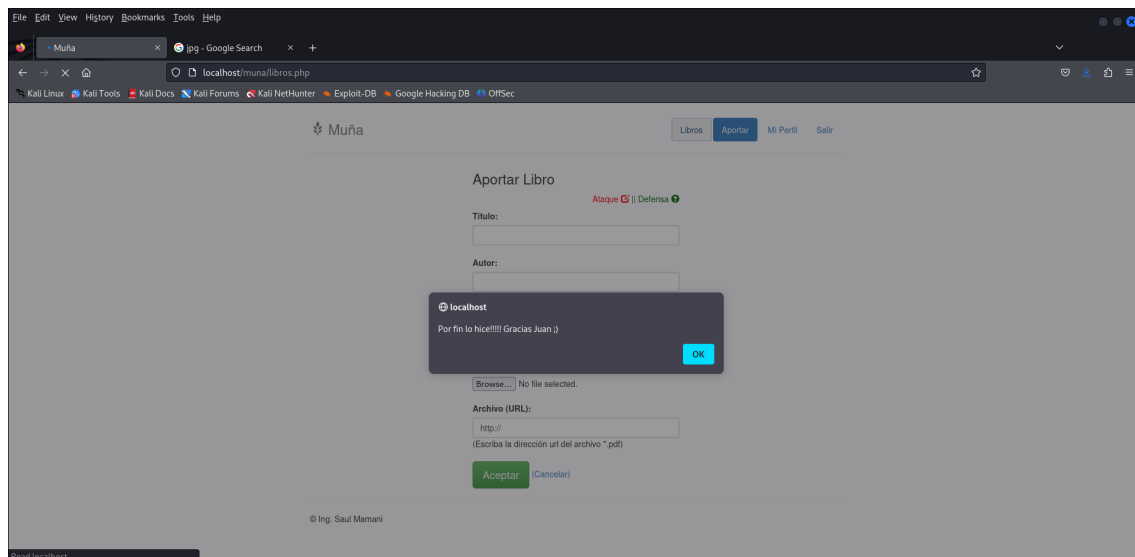 File Edit View History Bookmarks Tools Help
Muña × jpg - Google Search × +
localhost/muna/libros.php
Kali Linux Kali Tools Kali Docs Kali Forums Kali NetHunter Exploit-DB Google Hacking DB OffSec
Muña Libros Aportar Mi Perfil Salir
Aportar Libro
Ataque || Defensa
Titulo:
Autor:
localhost
Por fin lo hice!!!!! Gracias Juan ;)
OK
Browse... No file selected.
Archivo (URL):
http://
(Escriba la dirección url del archivo *.pdf)
Aceptar (Cancelar)
© Ing. Saul Mamani
Read localhost